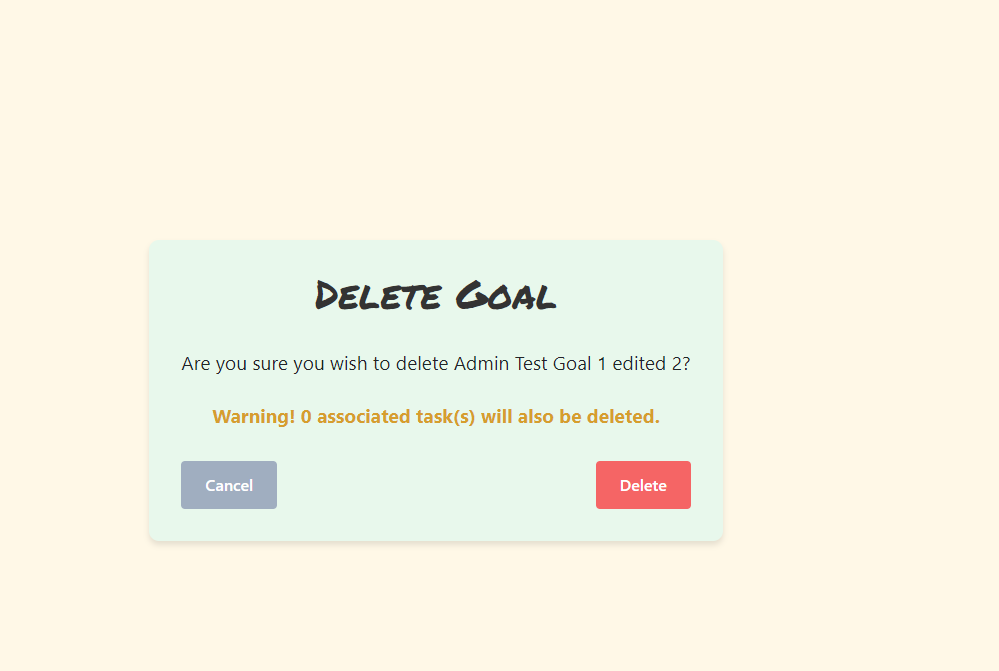 Delete Goal
Are you sure you wish to delete Admin Test Goal 1 edited 2?
Warning! 0 associated task(s) will also be deleted.
Cancel
Delete